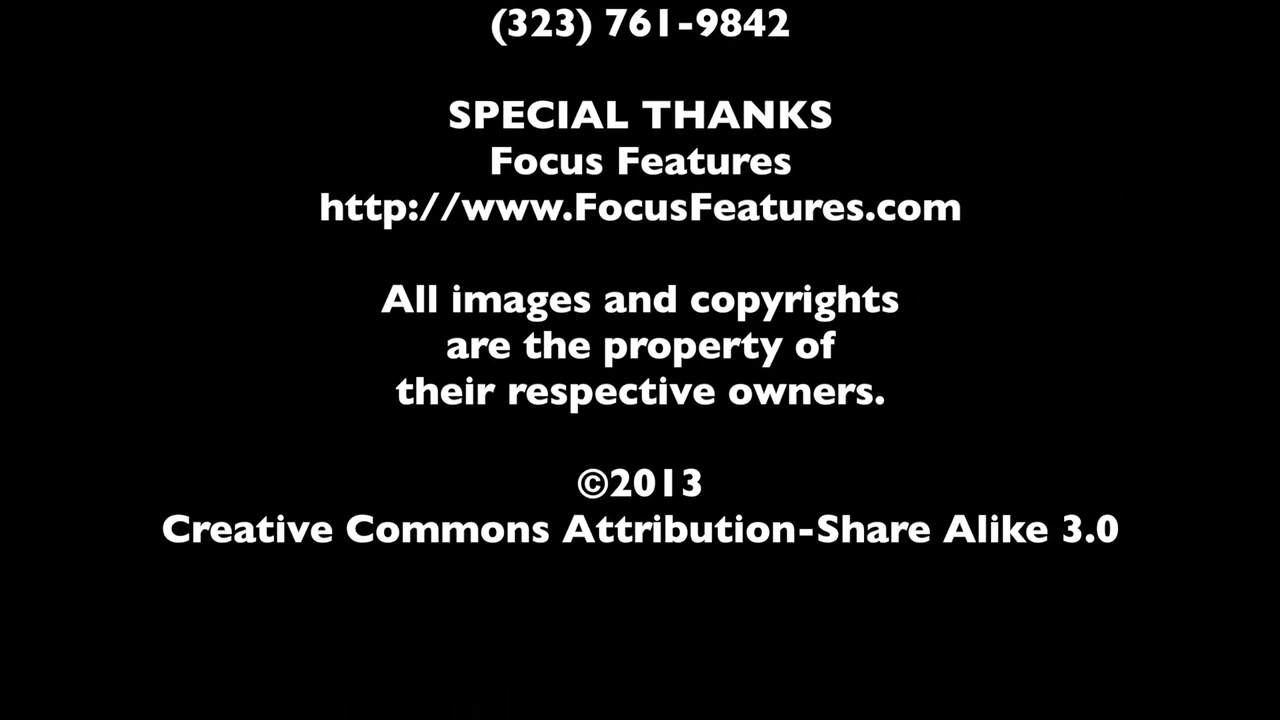 (323) 761-9842
SPECIAL THANKS
Focus Features
http://www.FocusFeatures.com
All images and copyrights
are the property of
their respective owners.
©2013
Creative Commons Attribution-Share Alike 3.0